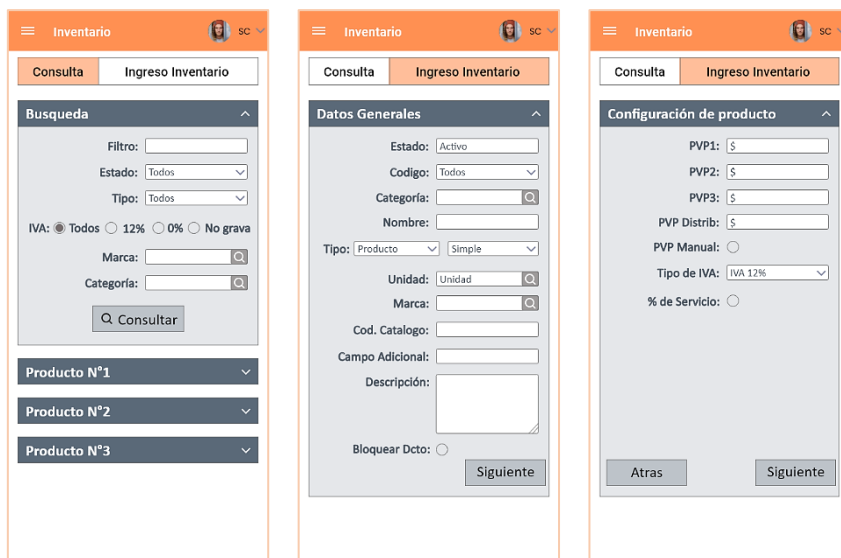 Inventario
SC
Consulta
Ingreso Inventario
Busqueda
Filtro:
Estado: Todos
Tipo: Todos
IVA: Todos 12% 0% No grava
Marca:
Categoría:
Consultar
Producto N°1
Producto N°2
Producto N°3
Inventario
SC
Consulta
Ingreso Inventario
Datos Generales
Estado: Activo
Codigo: Todos
Categoría:
Nombre:
Tipo: Producto Simple
Unidad: Unidad
Marca:
Cod. Catalogo:
Campo Adicional:
Descripción:
Bloquear Dcto:
Siguiente
Inventario
SC
Consulta
Ingreso Inventario
Configuración de producto
PVP1: $
PVP2: $
PVP3: $
PVP Distrib: $
PVP Manual:
Tipo de IVA: IVA 12%
% de Servicio:
Atras
Siguiente